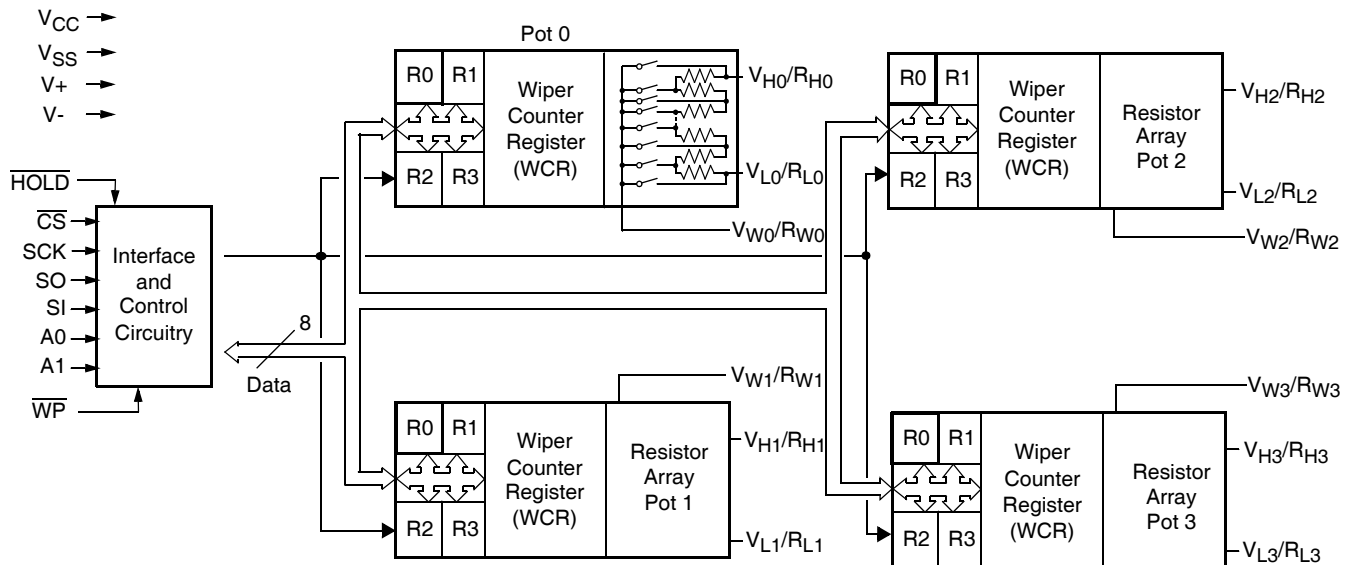 VCC
VSS
V+
V-
HOLD
CS
SCK
SO
SI
A0
A1
WP
Interface
and
Control
Circuitry
8
Data
Pot 0
R0 R1
R2 R3
Wiper
Counter
Register
(WCR)
VH0/RH0
VL0/RL0
VW0/RW0
R0 R1
R2 R3
Wiper
Counter
Register
(WCR)
Resistor
Array
Pot 2
VH2/RH2
VL2/RL2
VW2/RW2
R0 R1
R2 R3
Wiper
Counter
Register
(WCR)
Resistor
Array
Pot 1
VW1/RW1
VH1/RH1
VL1/RL1
R0 R1
R2 R3
Wiper
Counter
Register
(WCR)
Resistor
Array
Pot 3
VW3/RW3
VH3/RH3
VL3/RL3